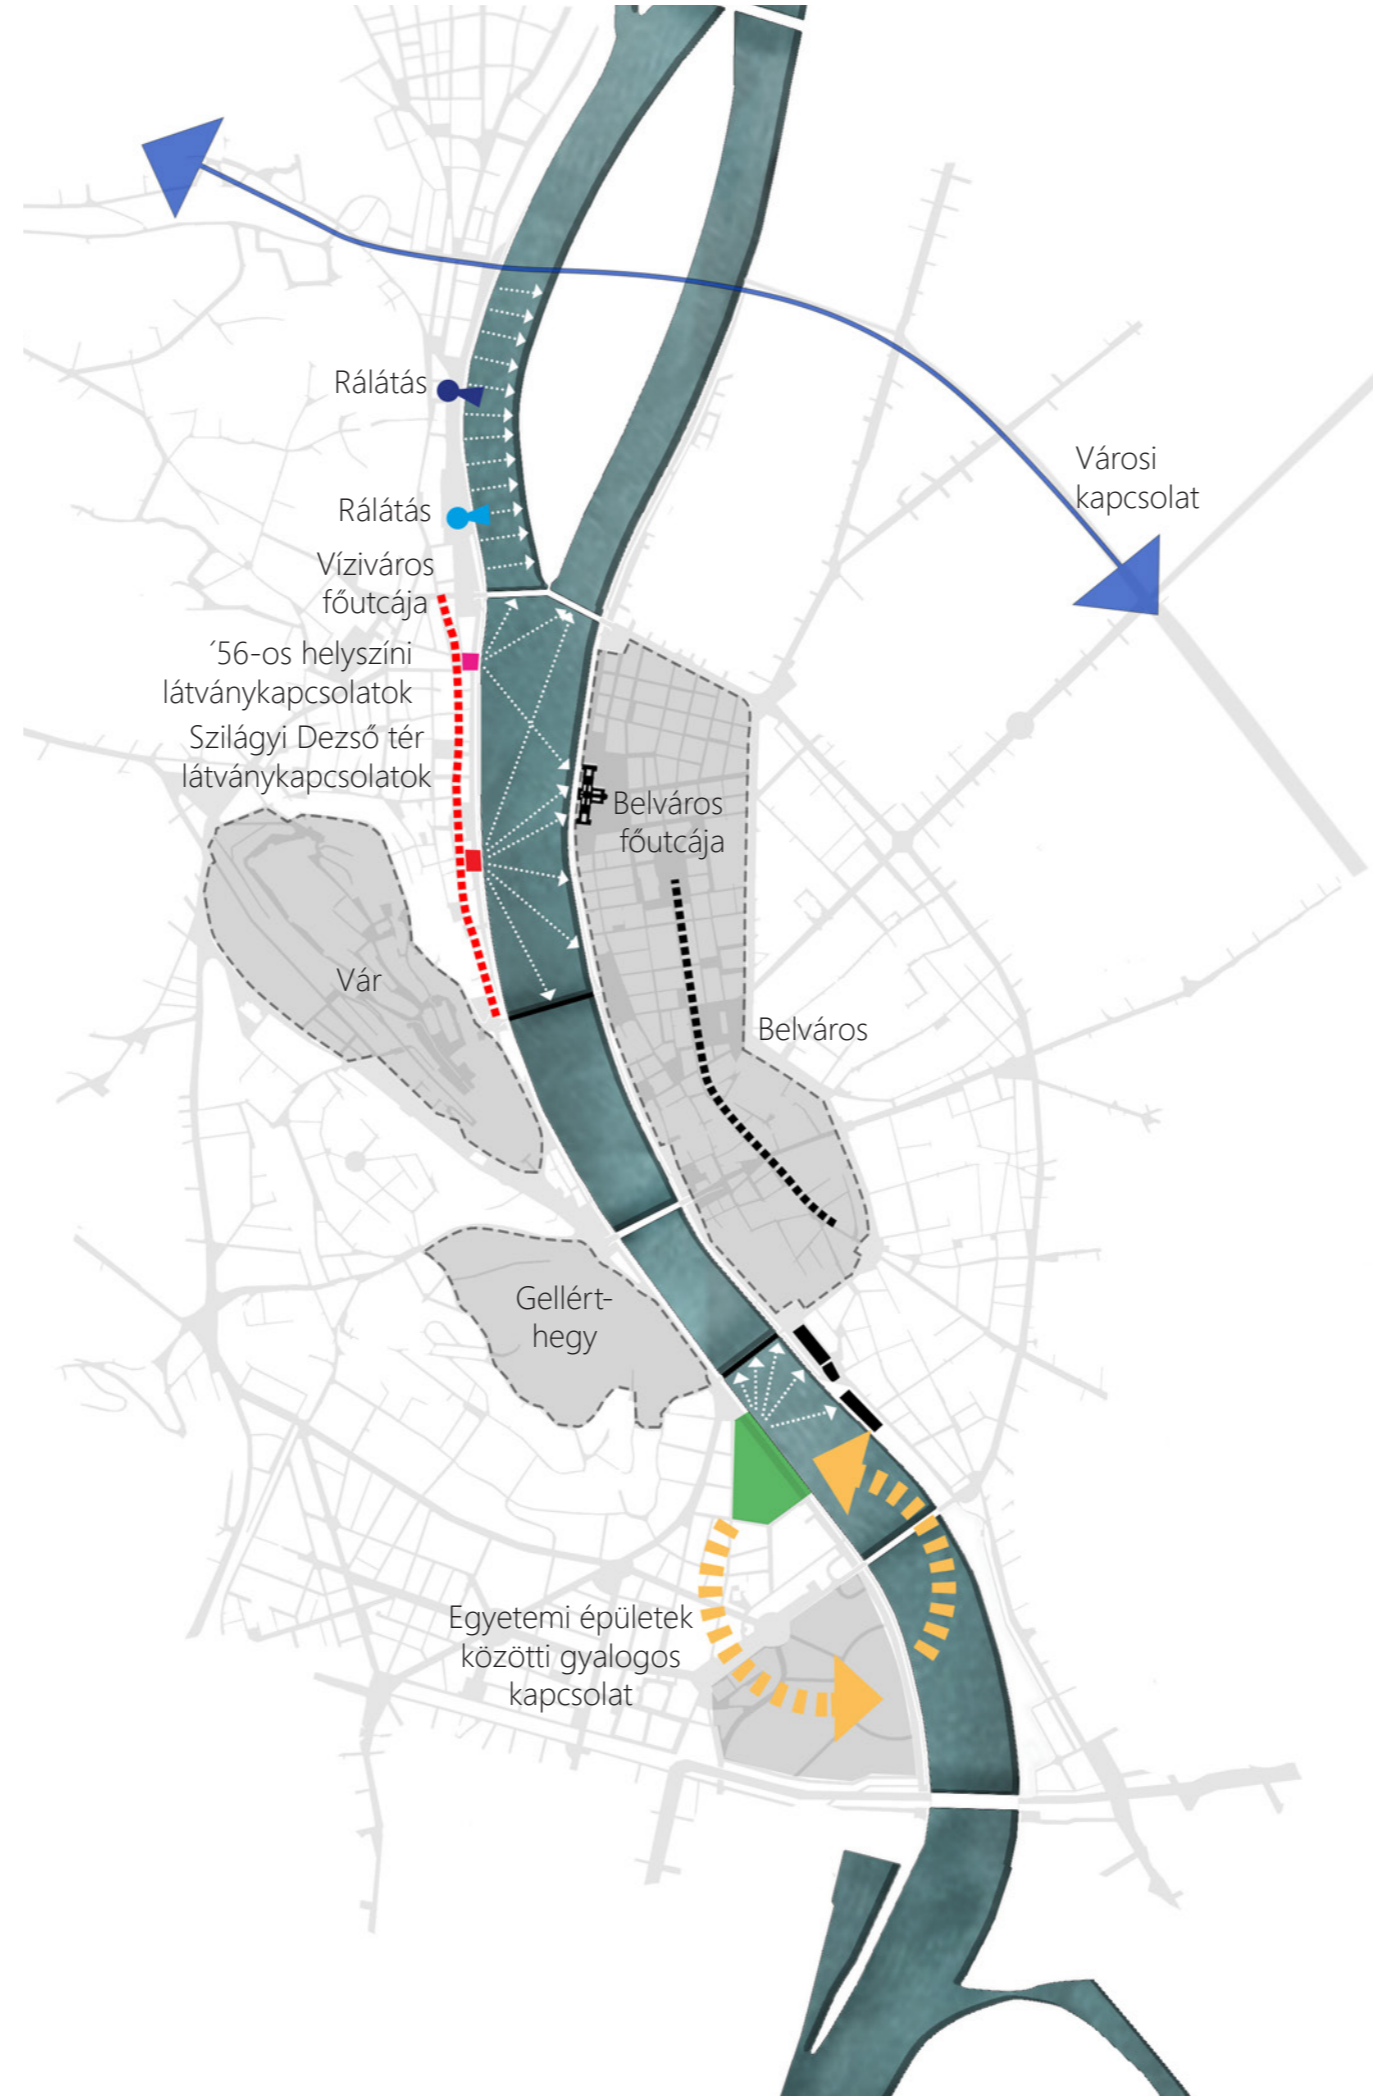 Rálátás
Városi
kapcsolat
Rálátás
Víziváros
főutcája
´56-os helyszíni
látványkapcsolatok
Szilágyi Dezső tér
látványkapcsolatok
Belváros
főutcája
Vár
Belváros
Gellért-
hegy
Egyetemi épületek
közötti gyalogos
kapcsolat